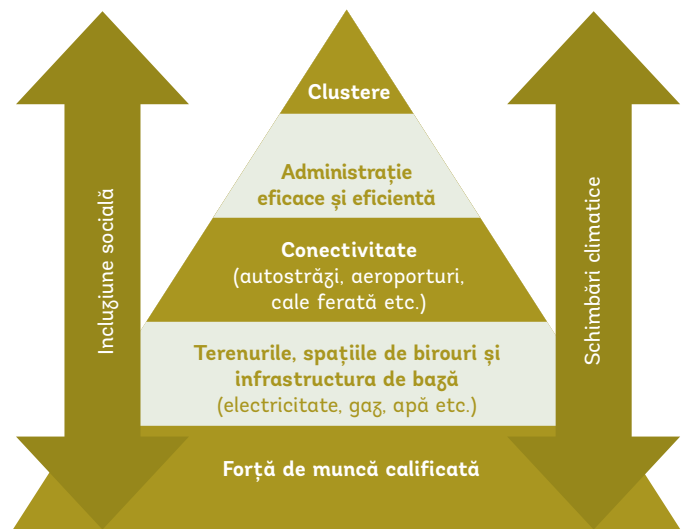 Clustere
Administrație
eficace și eficientă
Conectivitate
(autostrăzi, aeroporturi,
cale ferată etc.)
Terenurile, spațiile de birouri și
infrastructura de bază
(electricitate, gaz, apă etc.)
Forță de muncă calificată
Incluziune socială
Schimbări climatice